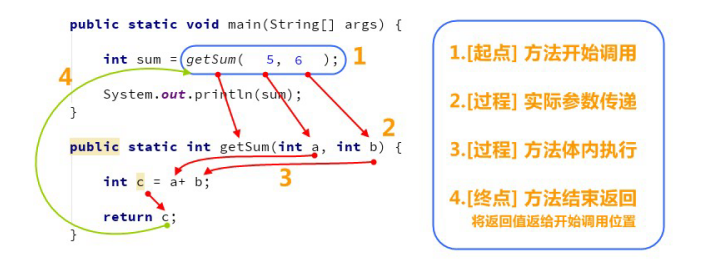 public static void main(String[] args) {
int sum = getSum( 5, 6 ); 1
4
System.out.println(sum);
}
2
public static int getSum(int a, int b) {
int c = a+ b; 3
return c;
}
1.[起点] 方法开始调用
2.[过程] 实际参数传递
3.[过程] 方法体内执行
4.[终点] 方法结束返回
将返回值返给开始调用位置